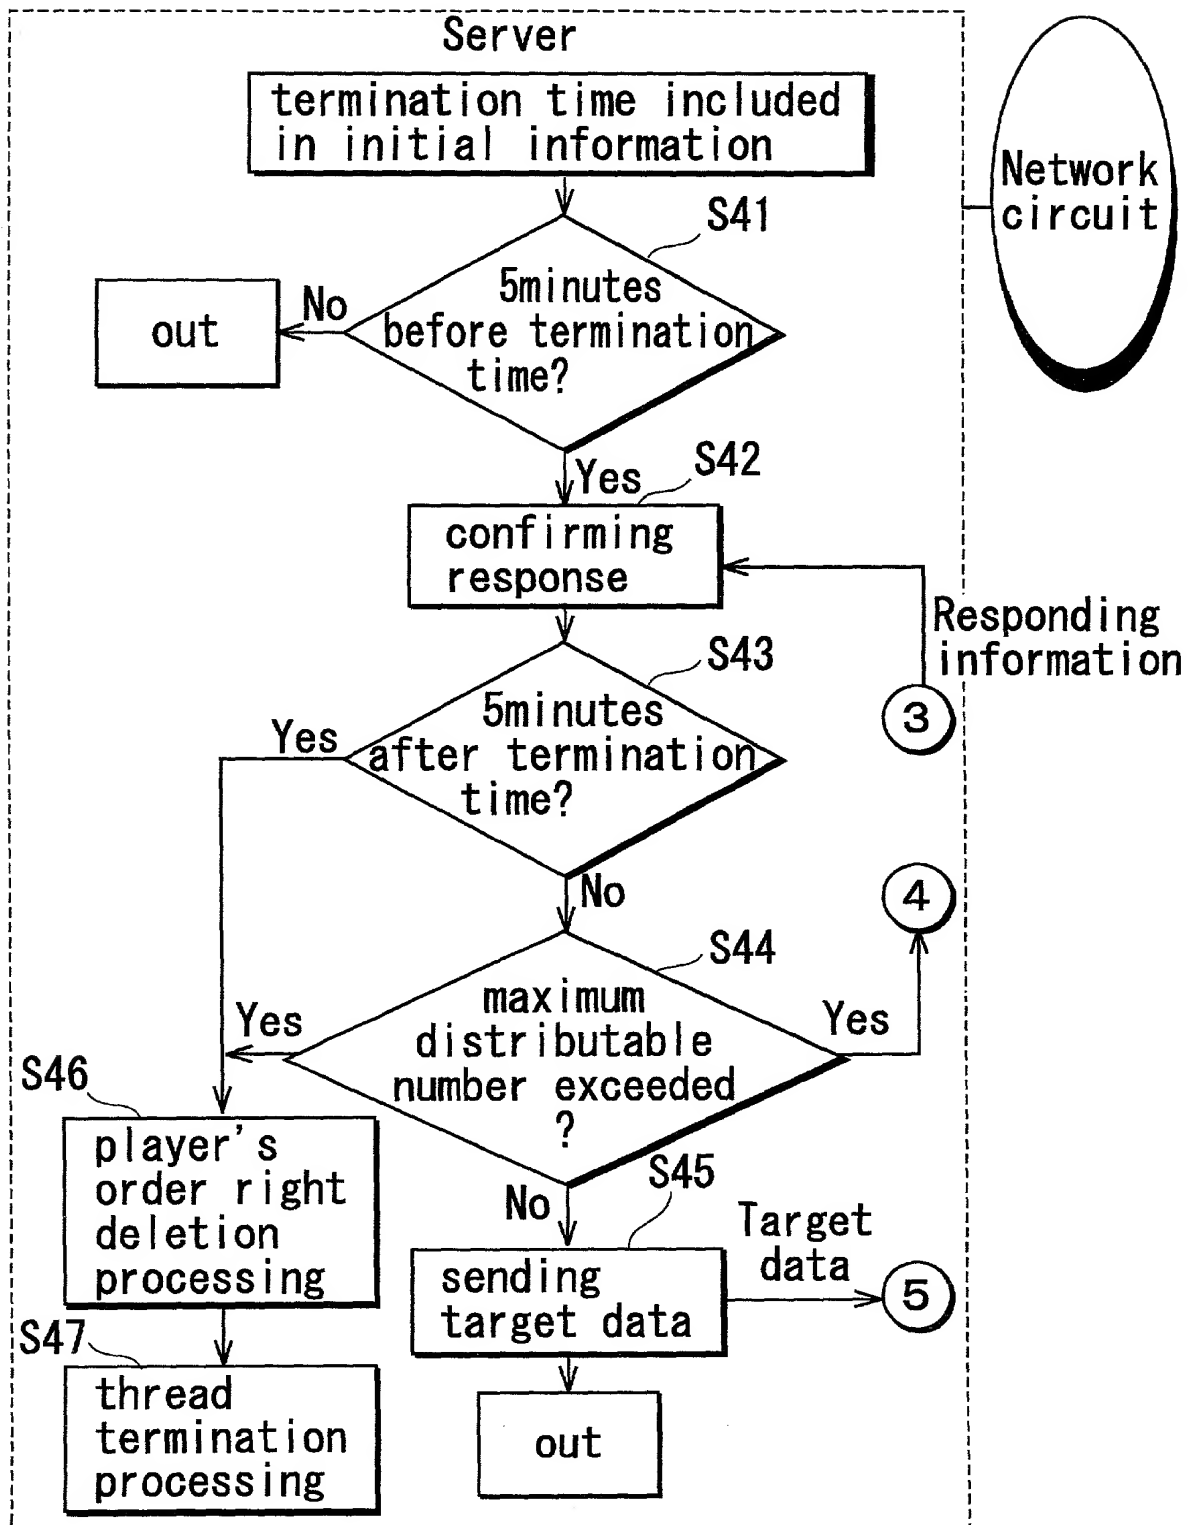 Server
termination time included
in initial information
Network
circuit
S41
5minutes
before termination
time?
No
out
Yes
S42
confirming
response
Responding
information
3
S43
5minutes
after termination
time?
Yes
No
4
S44
maximum
distributable
number exceeded
?
Yes
Yes
S46
player's
order right
deletion
processing
No
S45
sending
target data
Target
data
5
S47
thread
termination
processing
out